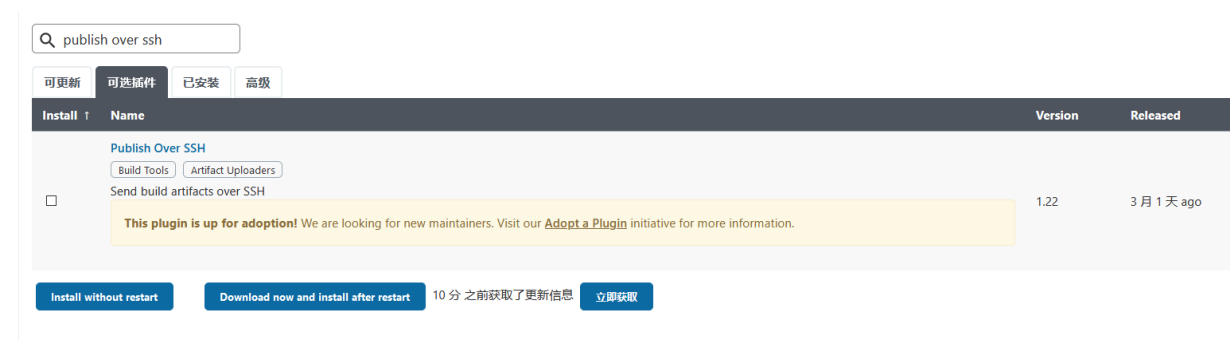 publish over ssh
可更新 可选插件 已安装 高级
Install ↑ Name Version Released
Publish Over SSH
Build Tools Artifact Uploaders
Send build artifacts over SSH
This plugin is up for adoption! We are looking for new maintainers. Visit our Adopt a Plugin initiative for more information.
1.22 3 月 1 天 ago
Install without restart Download now and install after restart 10 分 之前获取了更新信息 立即获取